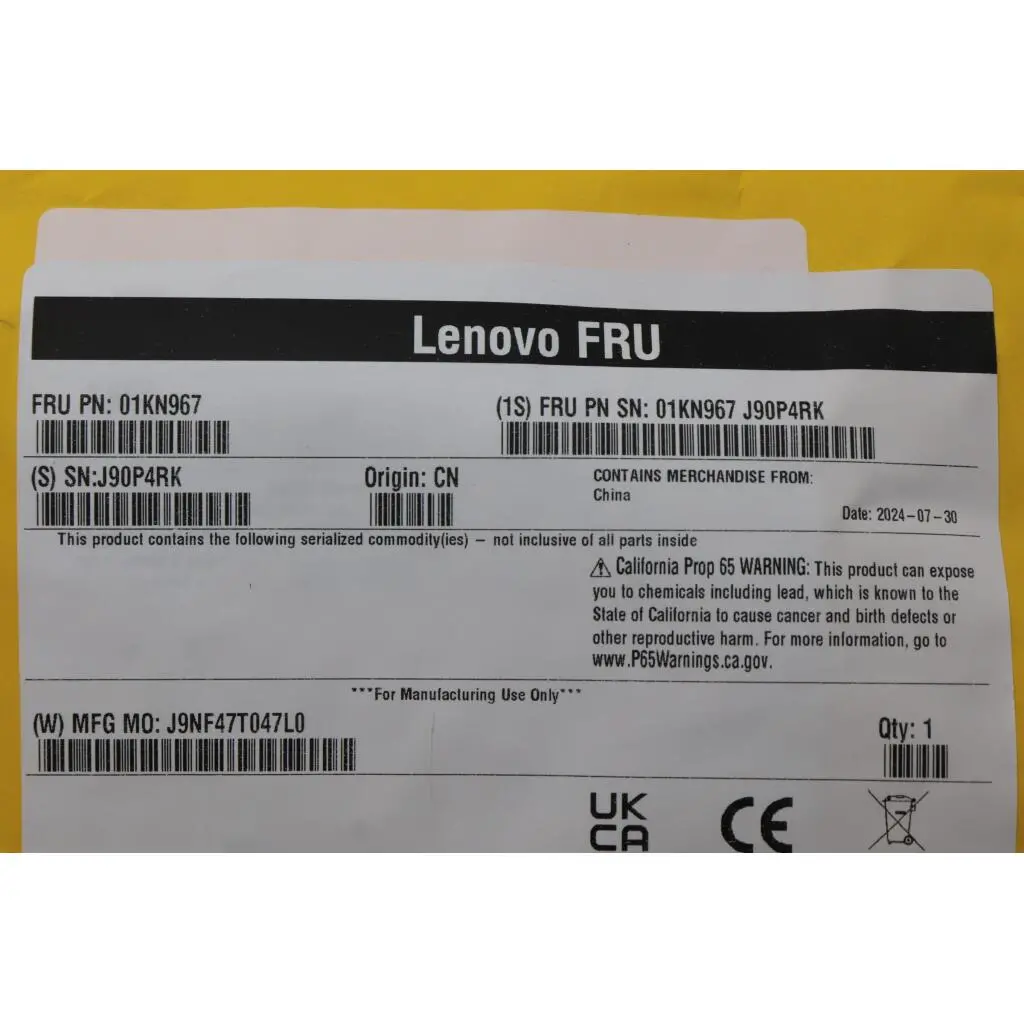 Lenovo FRU
FRU PN: 01KN967
(1S) FRU PN SN: 01KN967 J90P4RK
(S) SN:J90P4RK
Origin: CN
CONTAINS MERCHANDISE FROM:
China
Date: 2024-07-30
This product contains the following serialized commodity(ies) – not inclusive of all parts inside
⚠ California Prop 65 WARNING: This product can expose
you to chemicals including lead, which is known to the
State of California to cause cancer and birth defects or
other reproductive harm. For more information, go to
www.P65Warnings.ca.gov.
***For Manufacturing Use Only***
(W) MFG MO: J9NF47T047L0
Qty: 1
UK
CA
CE